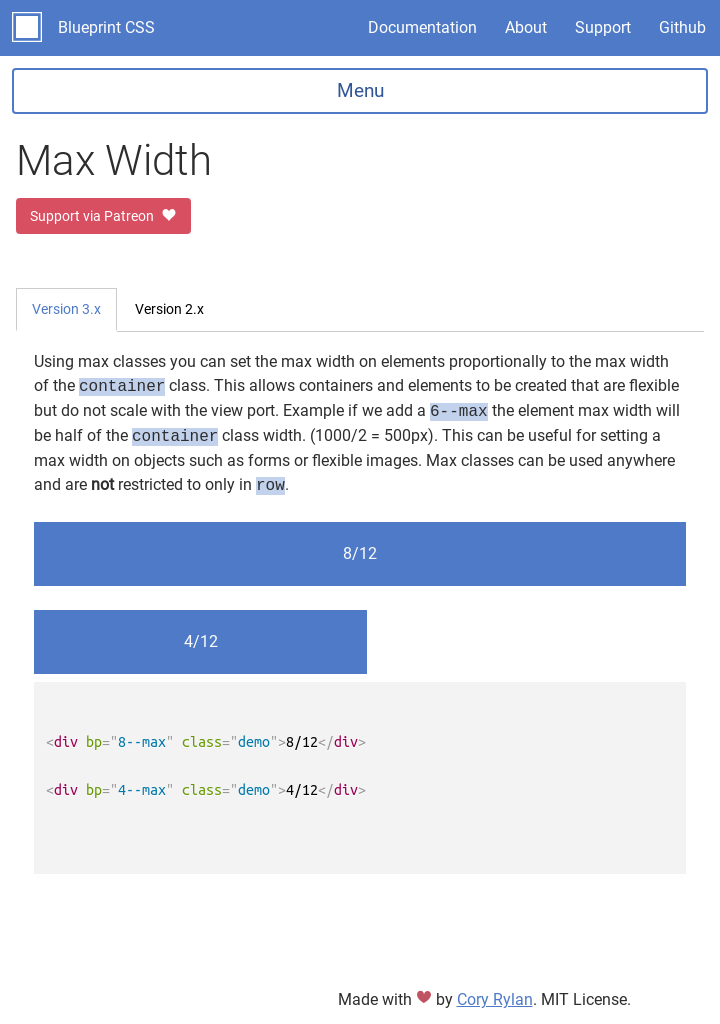 Blueprint CSS Documentation About Support Github
Menu
Max Width
Support via Patreon
Version 3.x Version 2.x
Using max classes you can set the max width on elements proportionally to the max width
of the container class. This allows containers and elements to be created that are flexible
but do not scale with the view port. Example if we add a 6--max the element max width will
be half of the container class width. (1000/2 = 500px). This can be useful for setting a
max width on objects such as forms or flexible images. Max classes can be used anywhere
and are not restricted to only in row.
8/12
4/12
<div bp="8--max" class="demo">8/12</div>
<div bp="4--max" class="demo">4/12</div>
Made with by Cory Rylan. MIT License.